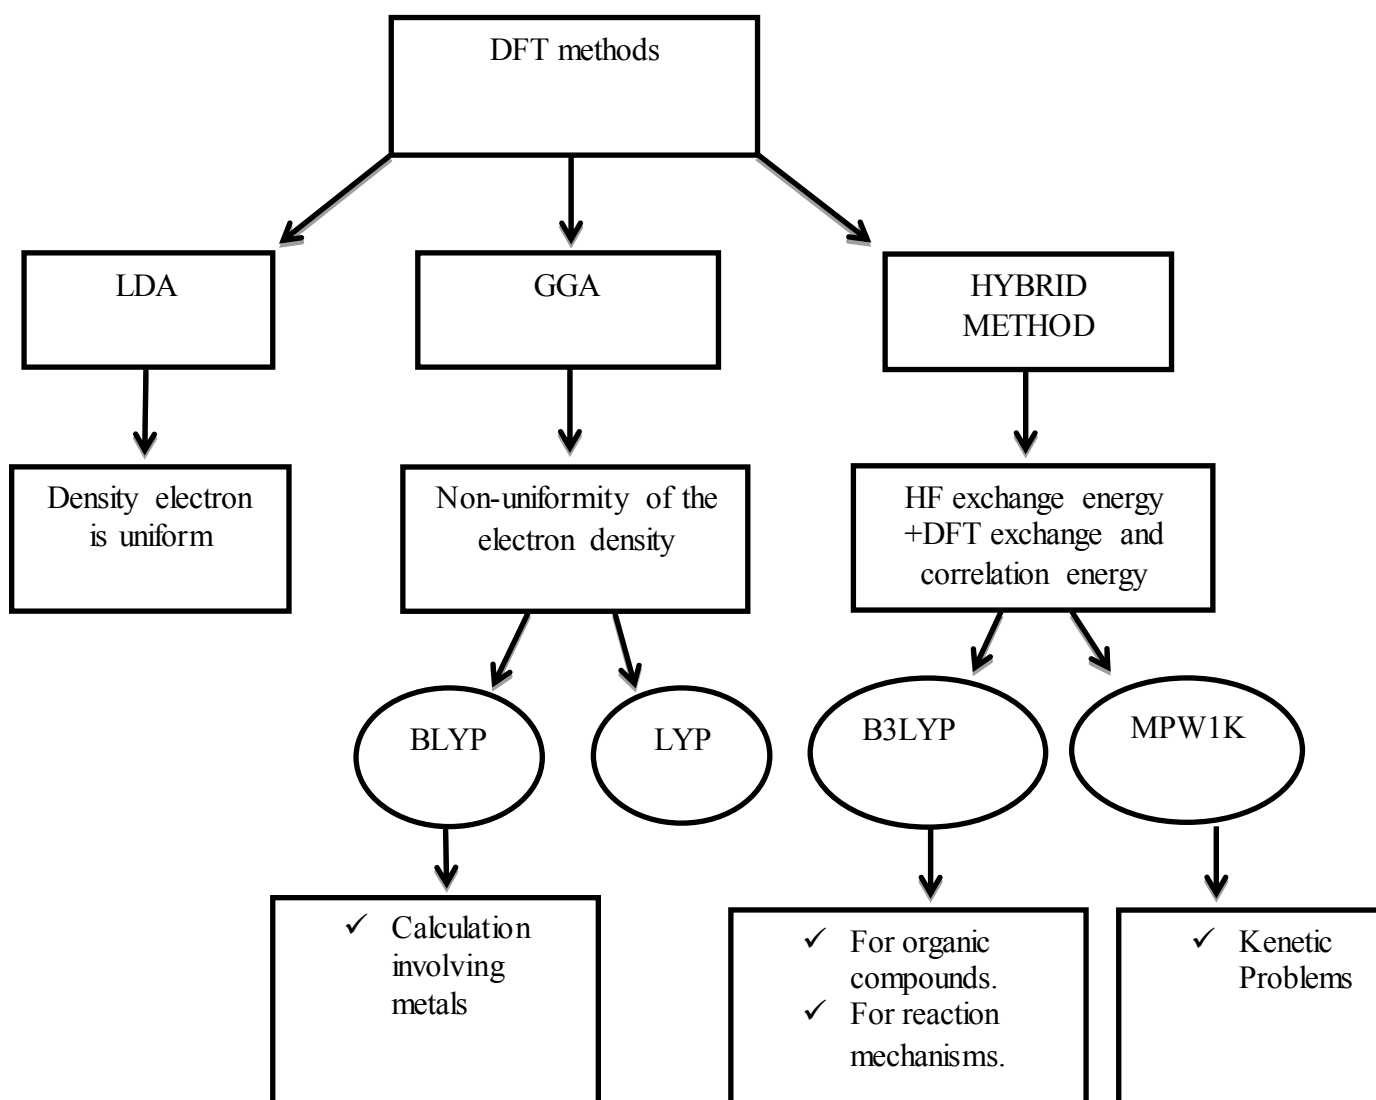 DFT methods
LDA
GGA
HYBRID
METHOD
Density electron
is uniform
Non-uniformity of the
electron density
HF exchange energy
+DFT exchange and
correlation energy
BLYP
LYP
B3LYP
MPW1K
✓ Calculation
involving
metals
✓ For organic
compounds.
✓ For reaction
mechanisms.
✓ Kenetic
Problems